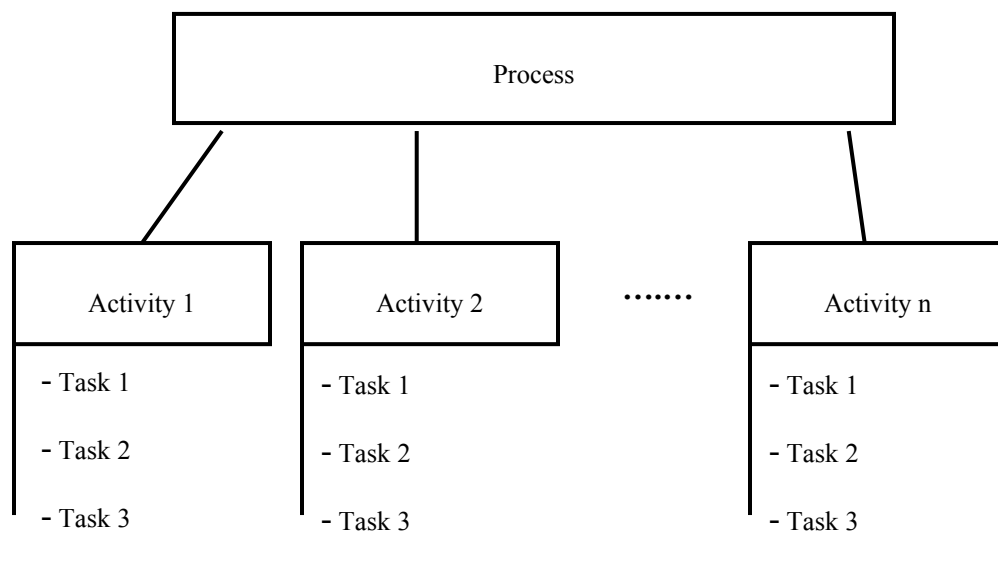 Process
Activity 1
Activity 2
.......
Activity n
- Task 1
- Task 2
- Task 3
- Task 1
- Task 2
- Task 3
- Task 1
- Task 2
- Task 3